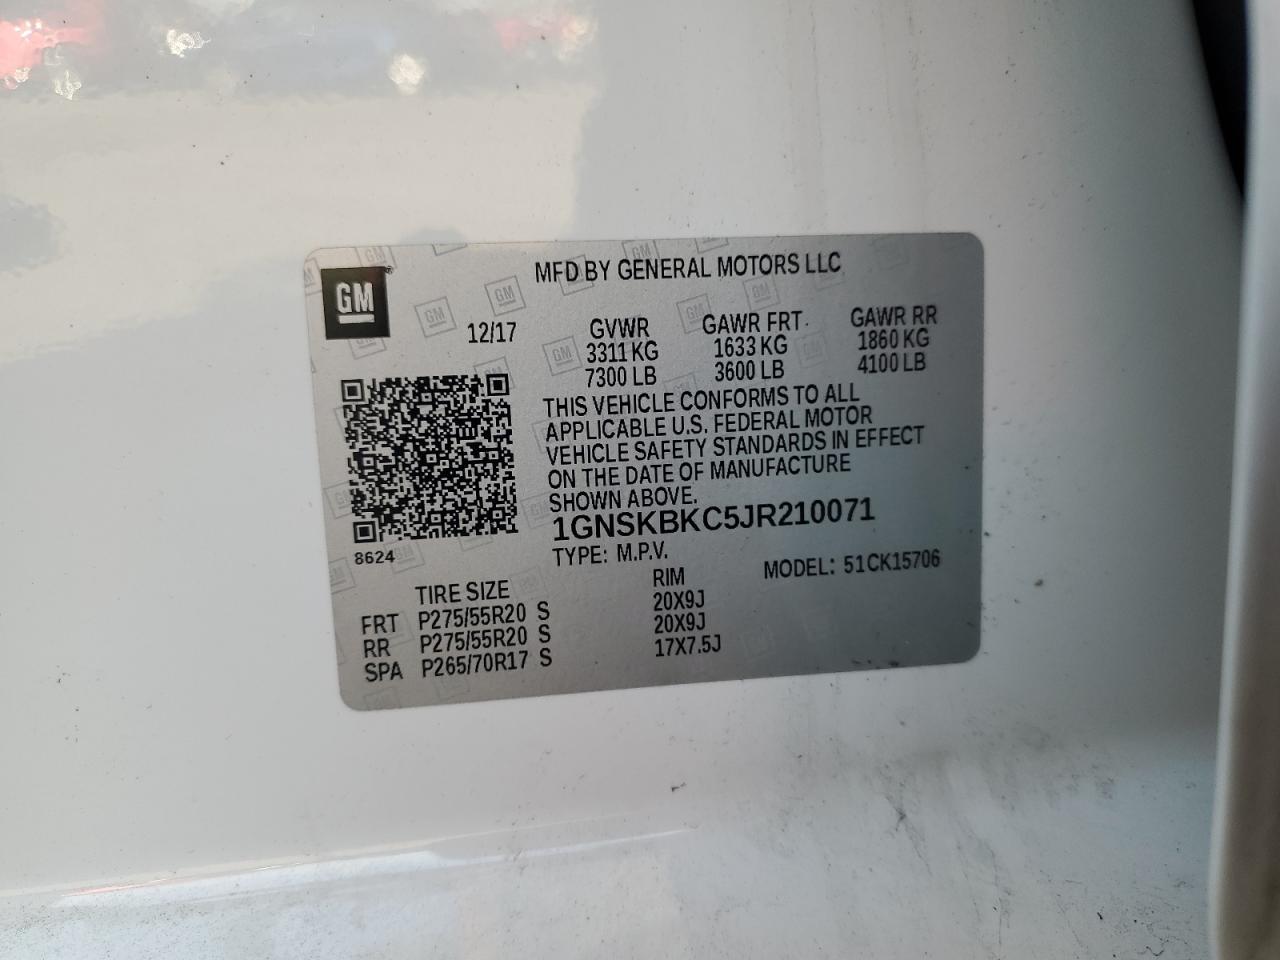 GM
MFD BY GENERAL MOTORS LLC
12/17 GVWR GAWR FRT. GAWR RR
3311 KG 1633 KG 1860 KG
7300 LB 3600 LB 4100 LB
THIS VEHICLE CONFORMS TO ALL
APPLICABLE U.S. FEDERAL MOTOR
VEHICLE SAFETY STANDARDS IN EFFECT
ON THE DATE OF MANUFACTURE
SHOWN ABOVE.
1GNSKBKC5JR210071
8624 TYPE: M.P.V. MODEL: 51CK15706
TIRE SIZE RIM
FRT P275/55R20 S 20X9J
RR P275/55R20 S 20X9J
SPA P265/70R17 S 17X7.5J